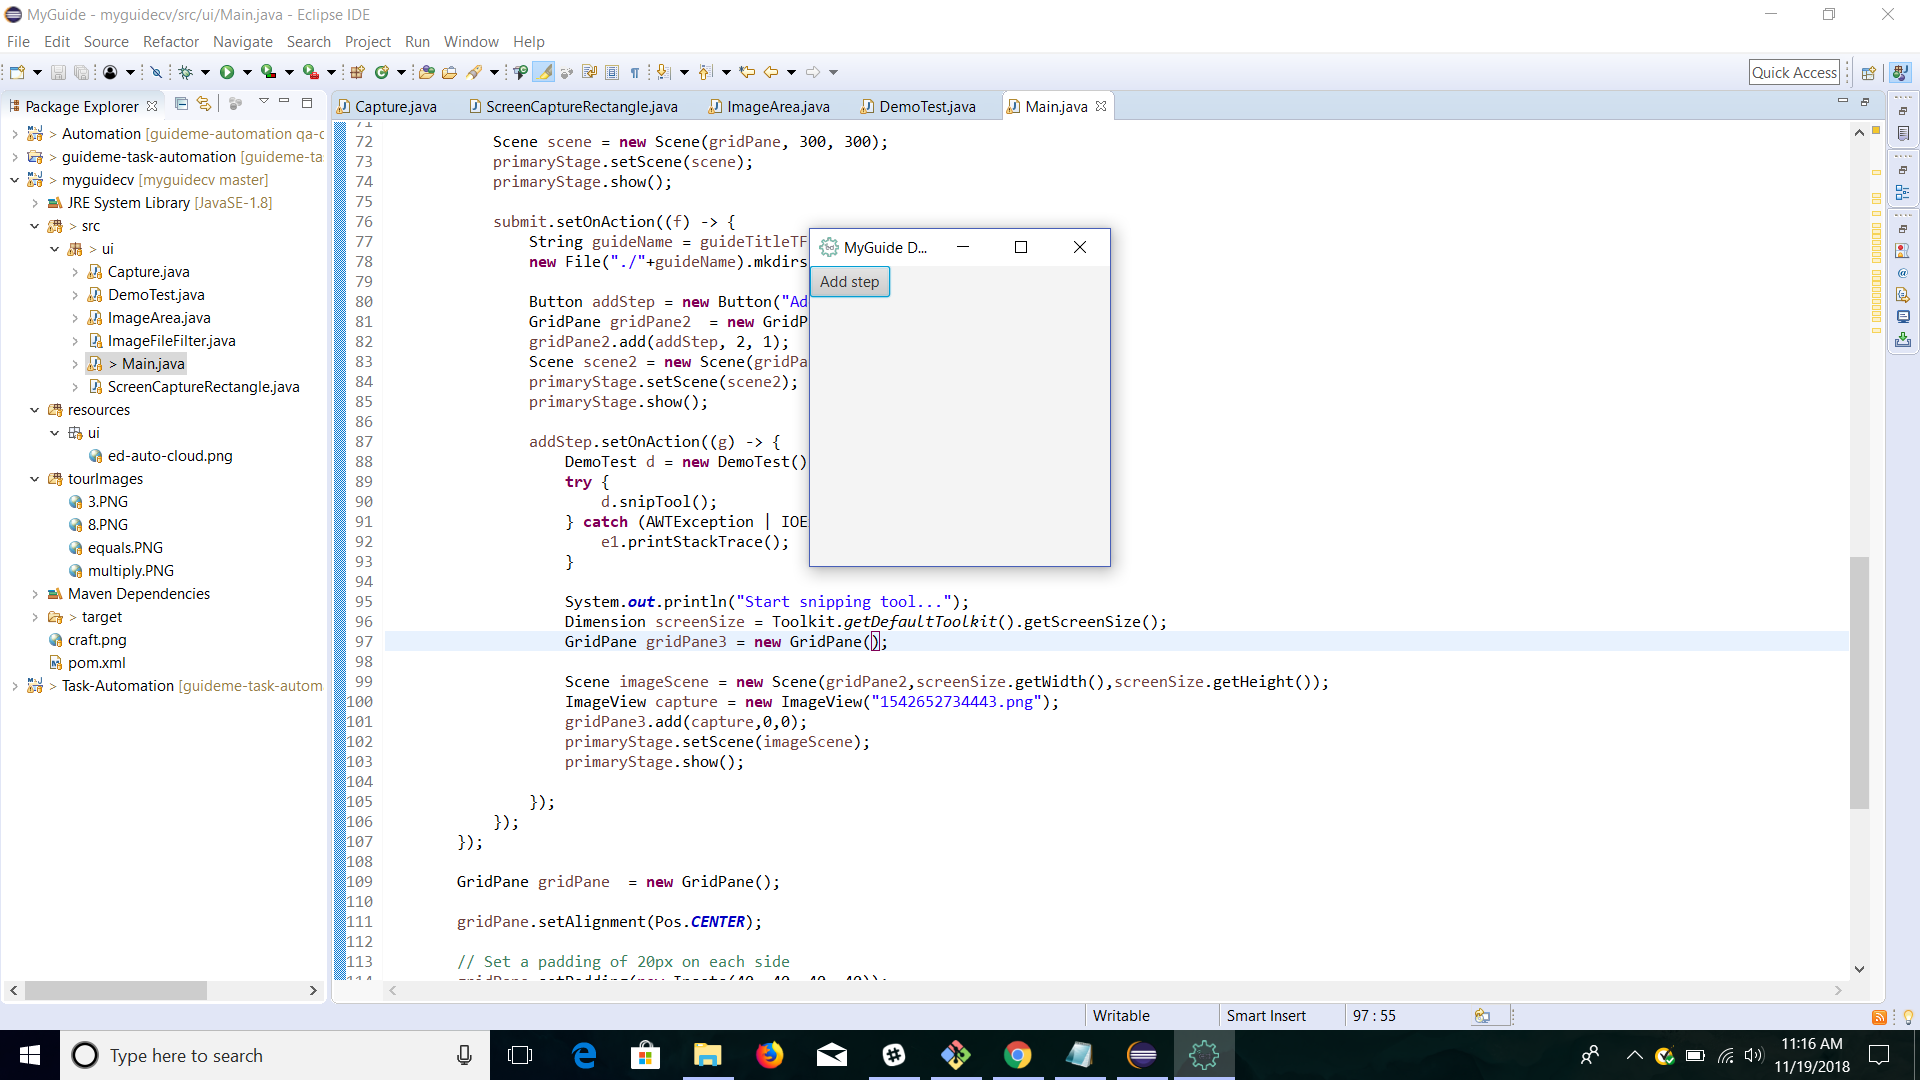 MyGuide - myguidecv/src/ui/Main.java - Eclipse IDE
File Edit Source Refactor Navigate Search Project Run Window Help
Quick Access
Package Explorer
Capture.java ScreenCaptureRectangle.java ImageArea.java DemoTest.java Main.java
> Automation [guideme-automation qa-c
> guideme-task-automation [guideme-ta
> myguidecv [myguidecv master]
JRE System Library [JavaSE-1.8]
> src
> ui
Capture.java
DemoTest.java
ImageArea.java
ImageFileFilter.java
> Main.java
ScreenCaptureRectangle.java
resources
ui
ed-auto-cloud.png
tourImages
3.PNG
8.PNG
equals.PNG
multiply.PNG
Maven Dependencies
> target
craft.png
pom.xml
> Task-Automation [guideme-task-autom
71
72 Scene scene = new Scene(gridPane, 300, 300);
73 primaryStage.setScene(scene);
74 primaryStage.show();
75
76 submit.setOnAction((f) -> {
77 String guideName = guideTitleTF
78 new File("./"+guideName).mkdirs
79
80 Button addStep = new Button("Ad
81 GridPane gridPane2 = new GridP
82 gridPane2.add(addStep, 2, 1);
83 Scene scene2 = new Scene(gridPa
84 primaryStage.setScene(scene2);
85 primaryStage.show();
86
87 addStep.setOnAction((g) -> {
88 DemoTest d = new DemoTest()
89 try {
90 d.snipTool();
91 } catch (AWTException | IOE
92 e1.printStackTrace();
93 }
94
95 System.out.println("Start snipping tool...");
96 Dimension screenSize = Toolkit.getDefaultToolkit().getScreenSize();
97 GridPane gridPane3 = new GridPane();
98
99 Scene imageScene = new Scene(gridPane2,screenSize.getWidth(),screenSize.getHeight());
100 ImageView capture = new ImageView("1542652734443.png");
101 gridPane3.add(capture,0,0);
102 primaryStage.setScene(imageScene);
103 primaryStage.show();
104
105 });
106 });
107 });
108
109 GridPane gridPane = new GridPane();
110
111 gridPane.setAlignment(Pos.CENTER);
112
113 // Set a padding of 20px on each side
114 gridPane.setPadding(new Insets(40, 40, 40, 40));
MyGuide D...
Add step
Writable Smart Insert 97 : 55
Type here to search
11:16 AM
11/19/2018